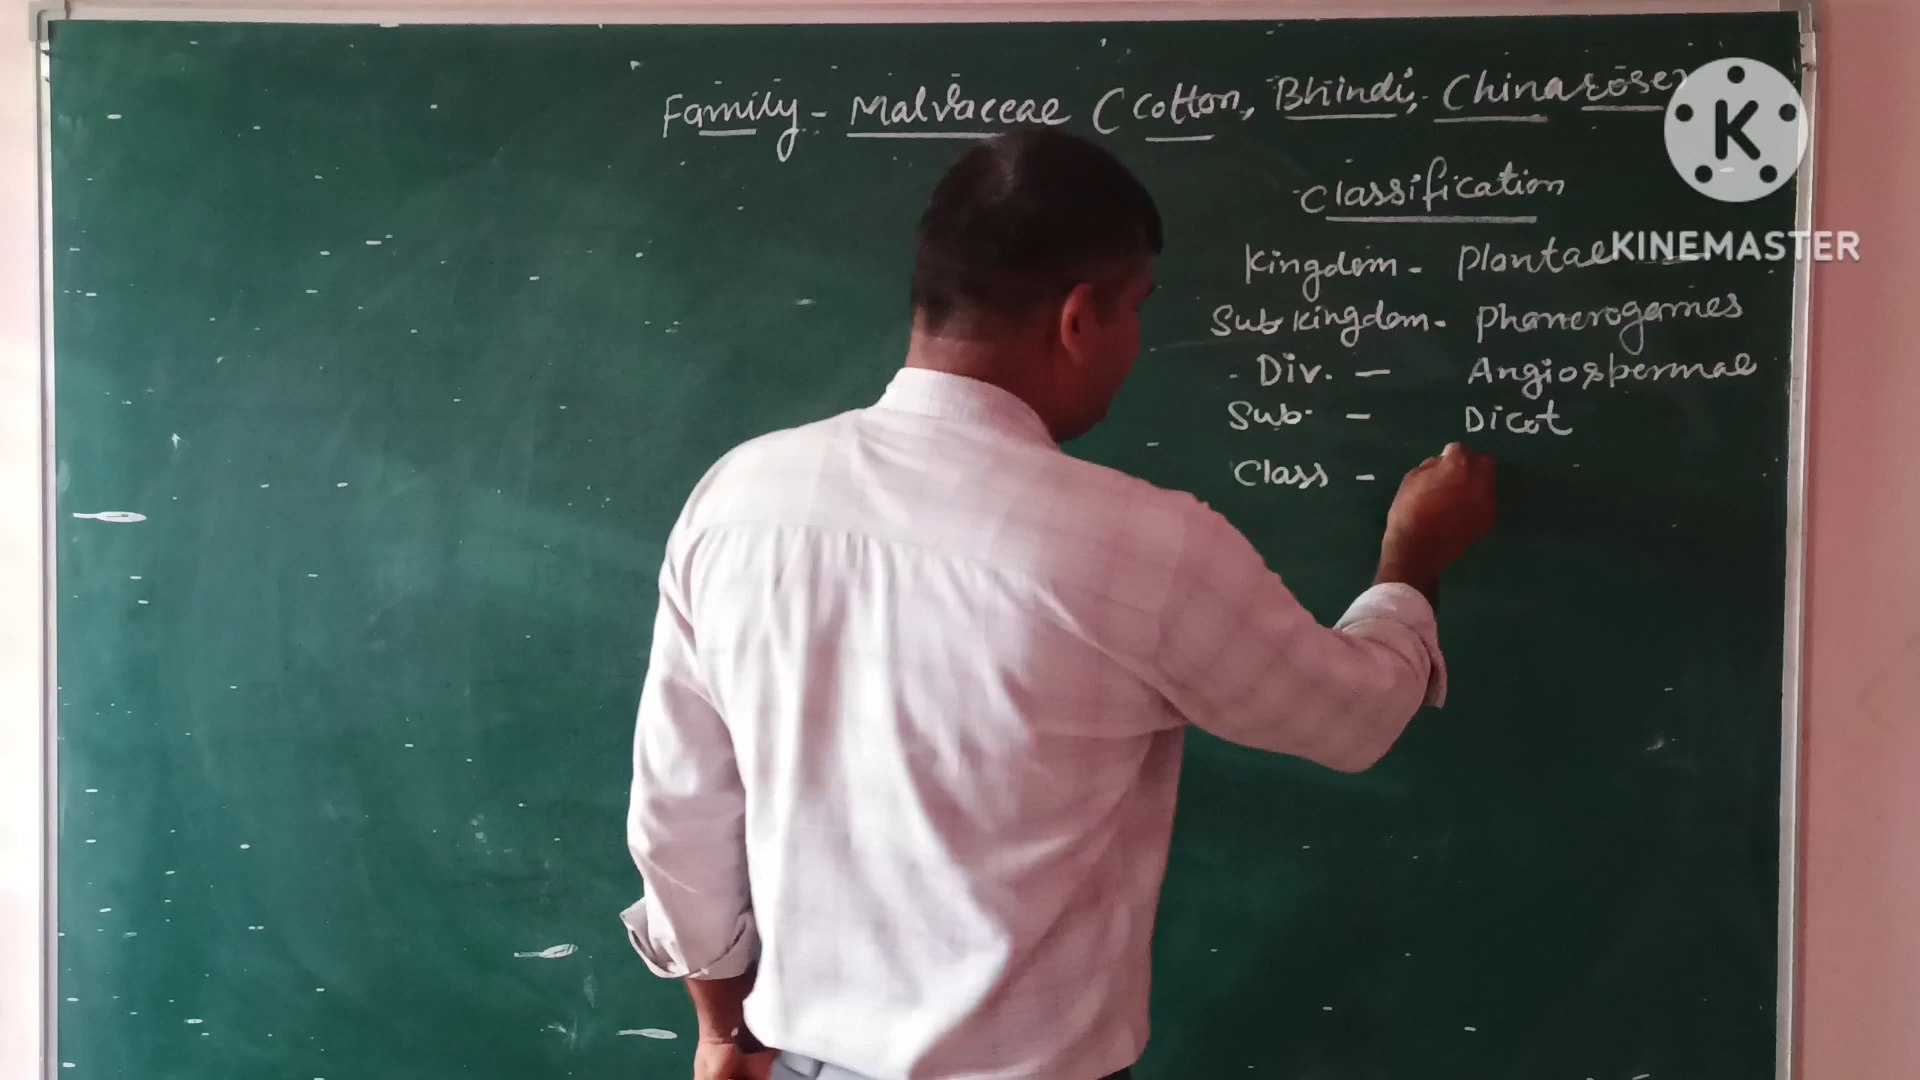 Family - Malvaceae (Cotton, Bhindi, Chinarose)
Classification
Kingdom - Plantae
Sub kingdom - Phanerogames
Div. - Angiospermae
Sub. - Dicot
Class -
K
KINEMASTER